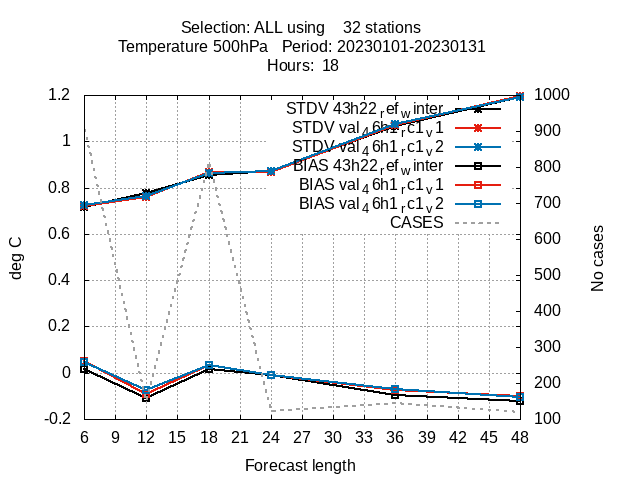 Selection: ALL using    32 stations
Temperature 500hPa   Period: 20230101-20230131
Hours:  18
STDV 43h22_ref_winter
STDV val_46h1_rc1_v1
STDV val_46h1_rc1_v2
BIAS 43h22_ref_winter
BIAS val_46h1_rc1_v1
BIAS val_46h1_rc1_v2
CASES
1.2
1
0.8
0.6
0.4
0.2
0
-0.2
deg C
1000
900
800
700
600
500
400
300
200
100
No cases
6 9 12 15 18 21 24 27 30 33 36 39 42 45 48
Forecast length